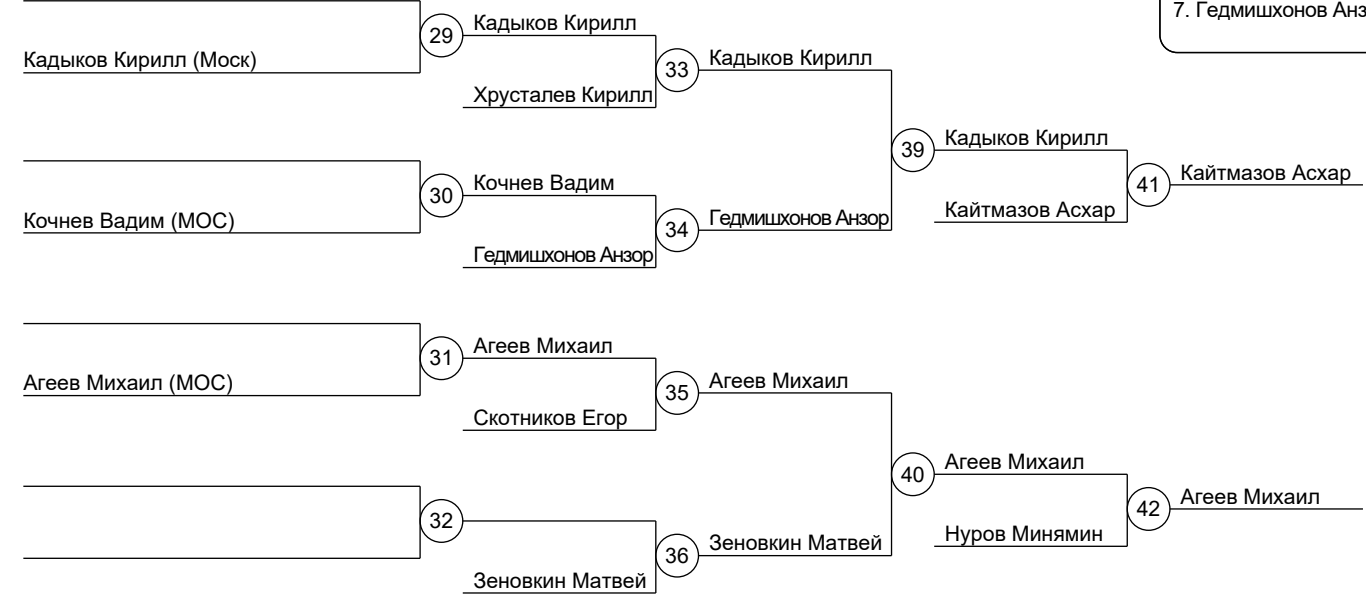 7. Гедмишхонов Анз
Кадыков Кирилл
29
Кадыков Кирилл (Моск)
Кадыков Кирилл
33
Хрусталев Кирилл
Кадыков Кирилл
39
Кайтмазов Асхар
41
Кочнев Вадим
30
Кайтмазов Асхар
Кочнев Вадим (МОС)
Гедмишхонов Анзор
34
Гедмишхонов Анзор
Агеев Михаил
31
Агеев Михаил (МОС)
Агеев Михаил
35
Скотников Егор
Агеев Михаил
40
Агеев Михаил
42
32
Нуров Минямин
Зеновкин Матвей
36
Зеновкин Матвей